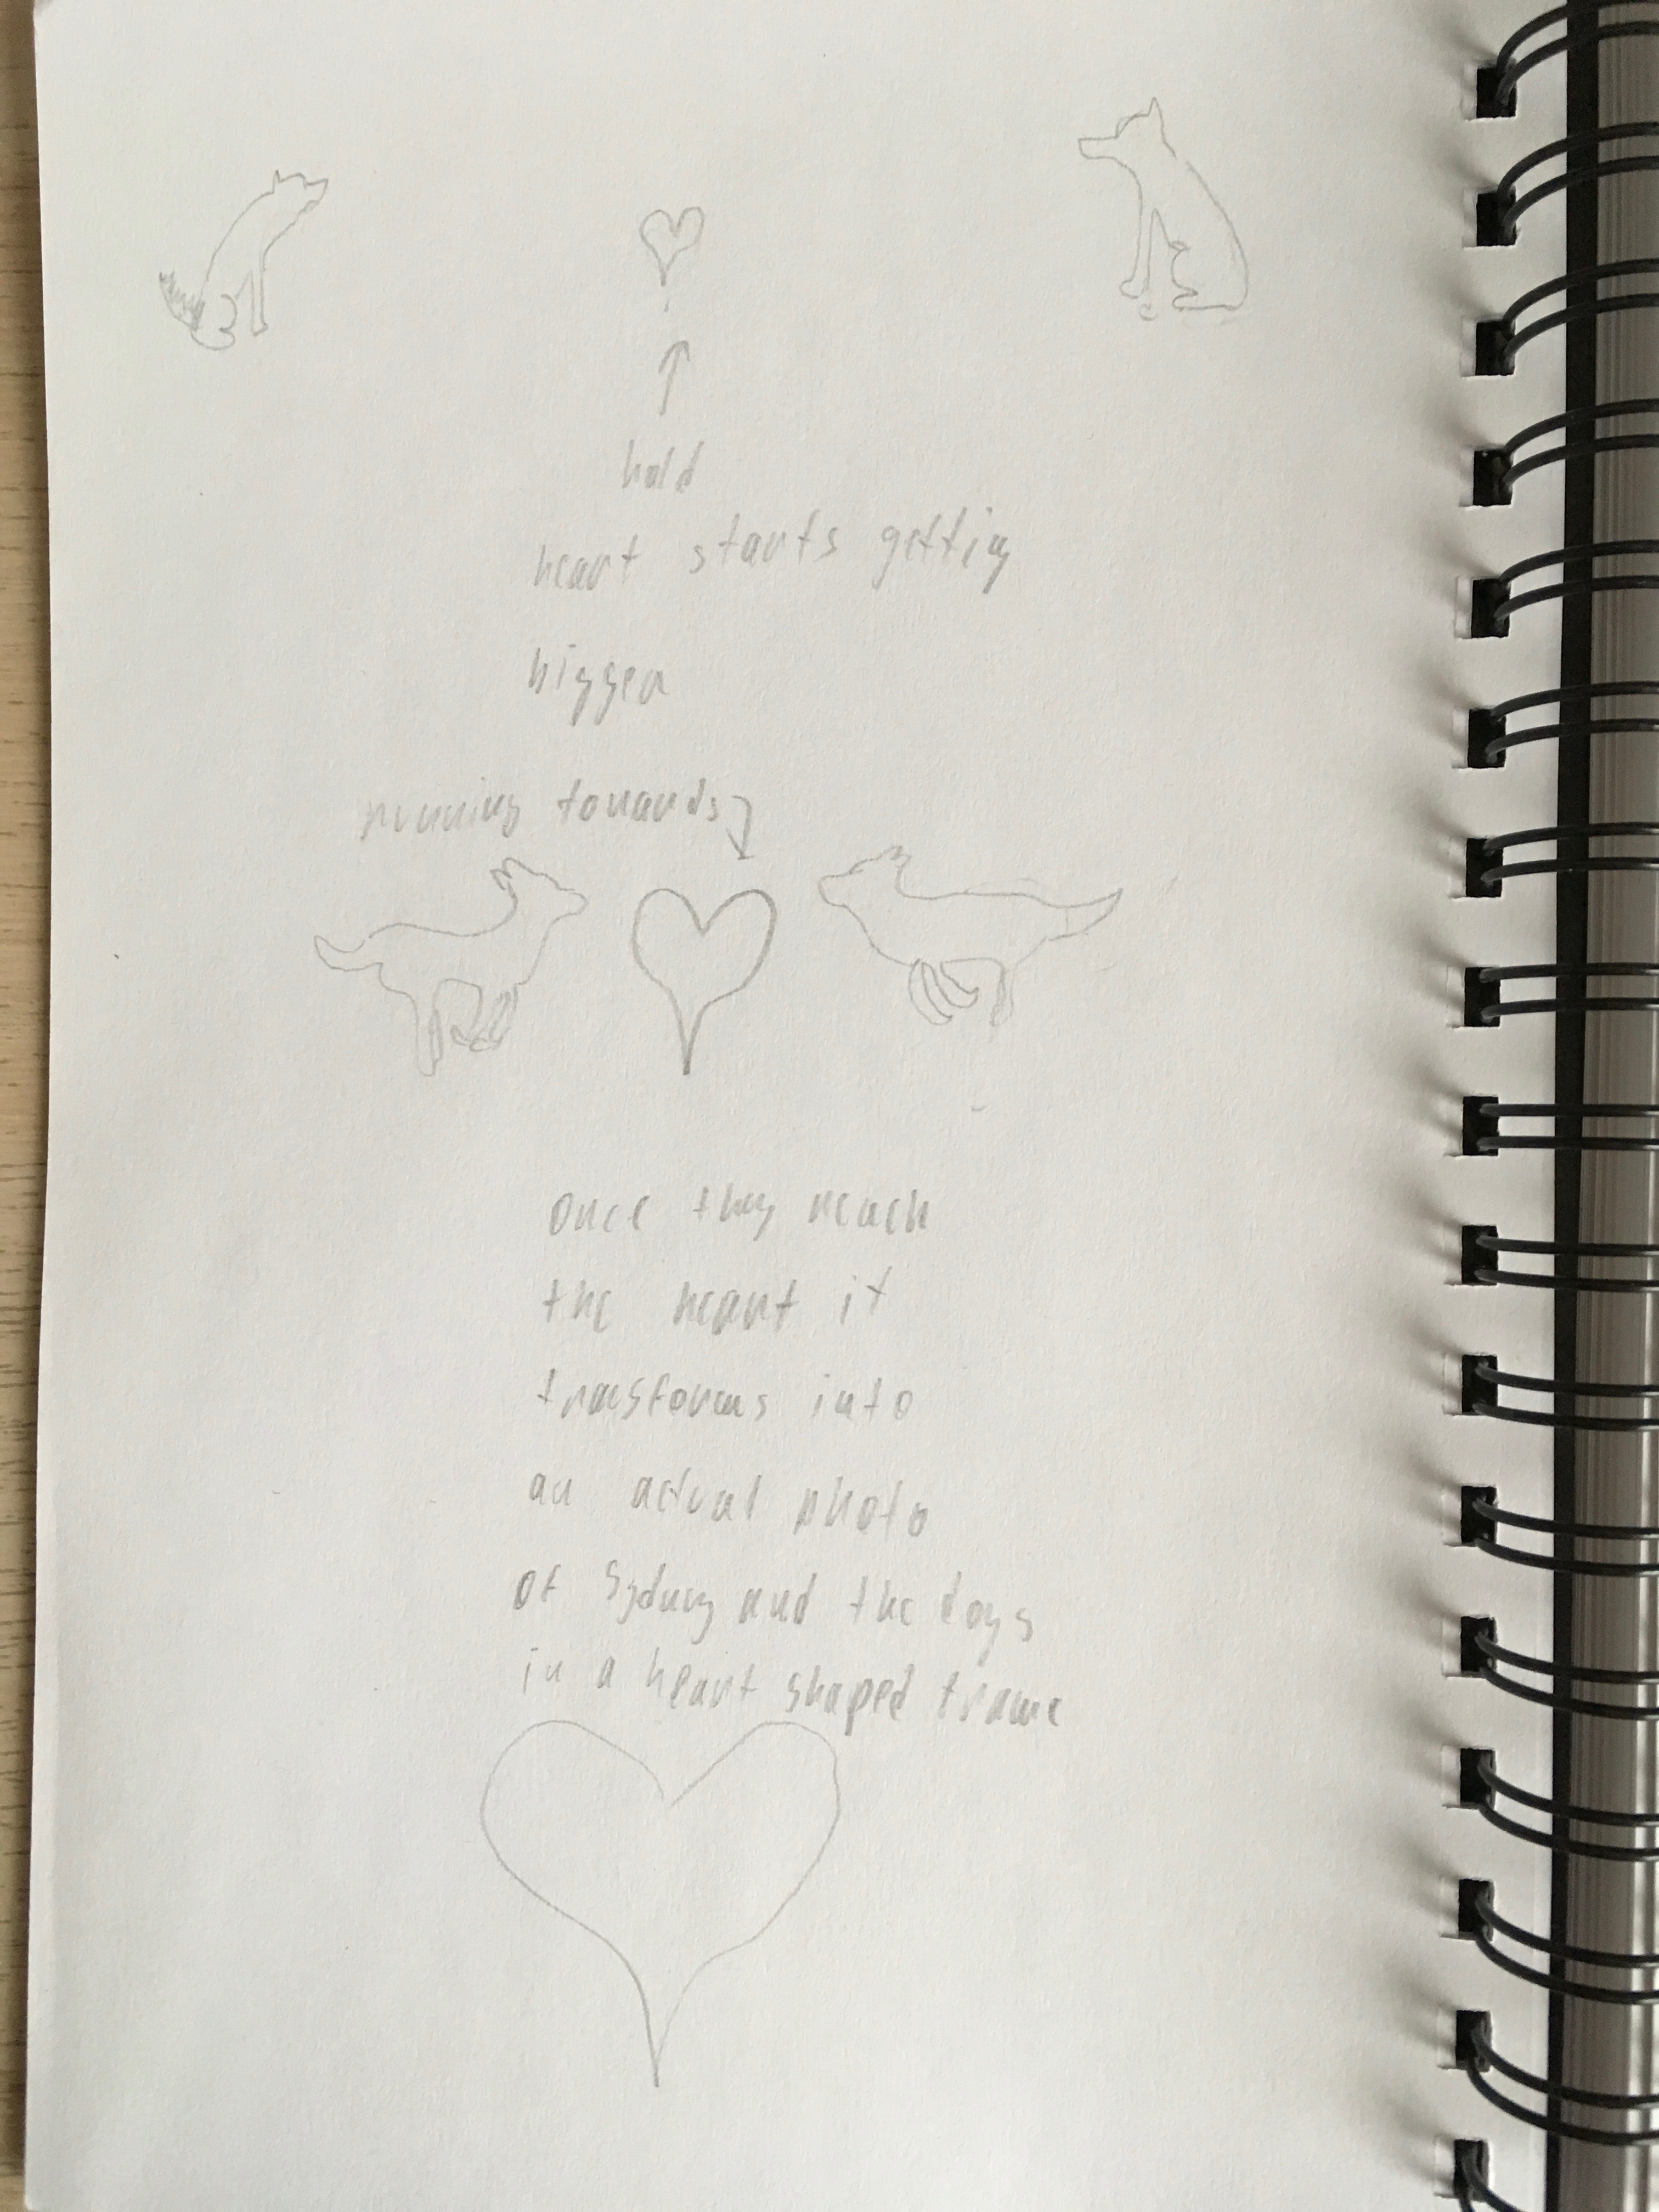 hold
heart starts getting
bigger
running towards
once they reach
the heart it
transforms into
an actual photo
of Sydney and the dogs
in a heart shaped frame